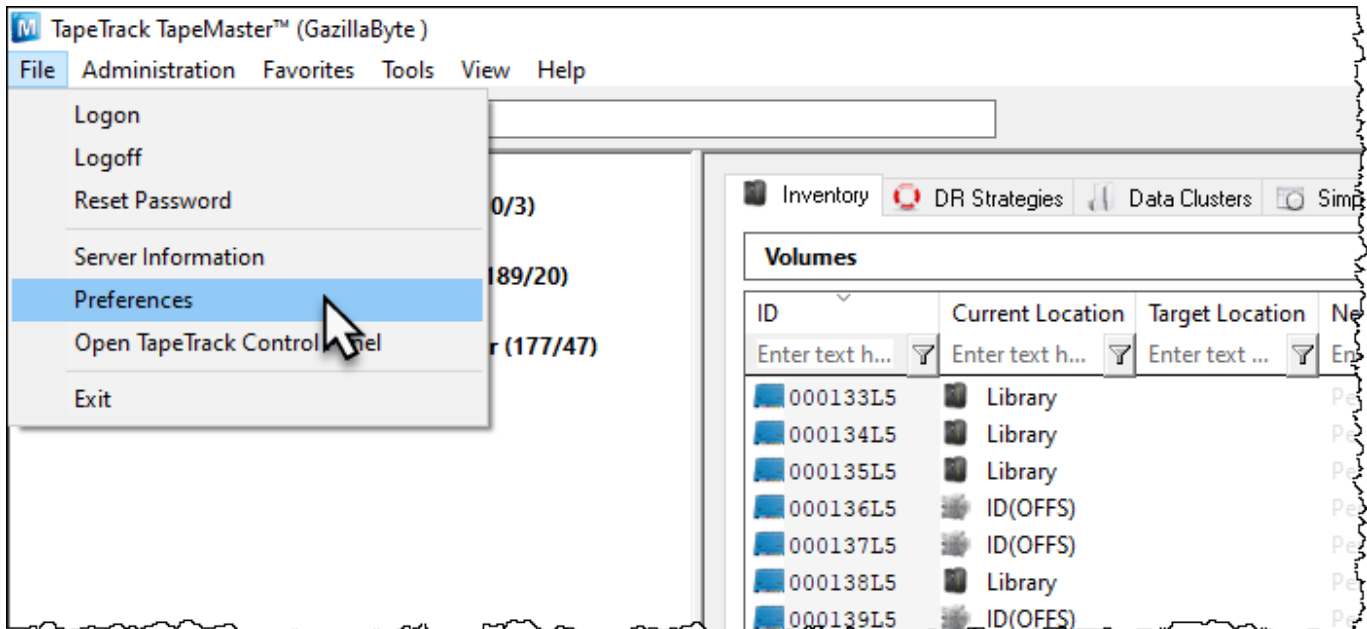 TapeTrack TapeMaster™ (GazillaByte )
File Administration Favorites Tools View Help
Logon
Logoff
Reset Password
Server Information
Preferences
Open TapeTrack Control
Exit
0/3)
189/20)
r (177/47)
Inventory DR Strategies Data Clusters
Volumes
ID Current Location Target Location
Enter text h... Enter text h... Enter text ...
000133L5 Library
000134L5 Library
000135L5 Library
000136L5 ID(OFFS)
000137L5 ID(OFFS)
000138L5 Library
000139L5 ID(OFFS)